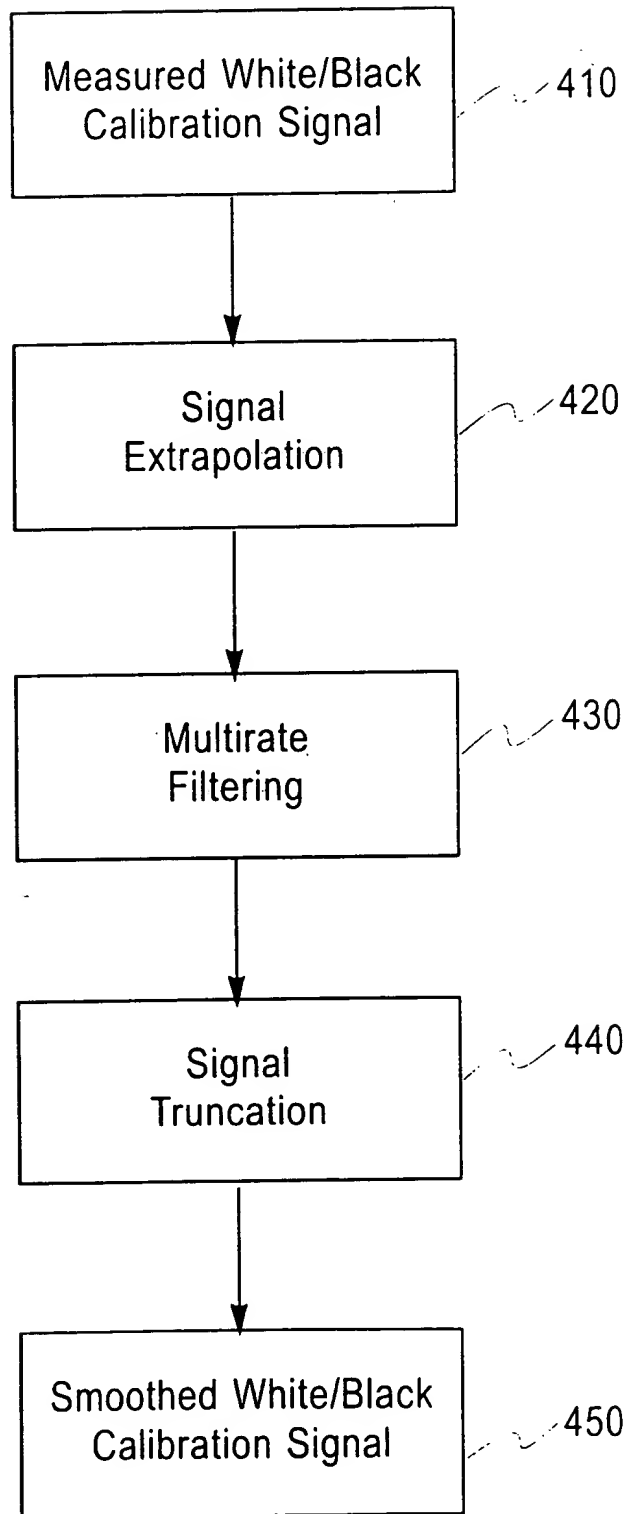 Measured White/Black
Calibration Signal
410
Signal
Extrapolation
420
Multirate
Filtering
430
Signal
Truncation
440
Smoothed White/Black
Calibration Signal
450